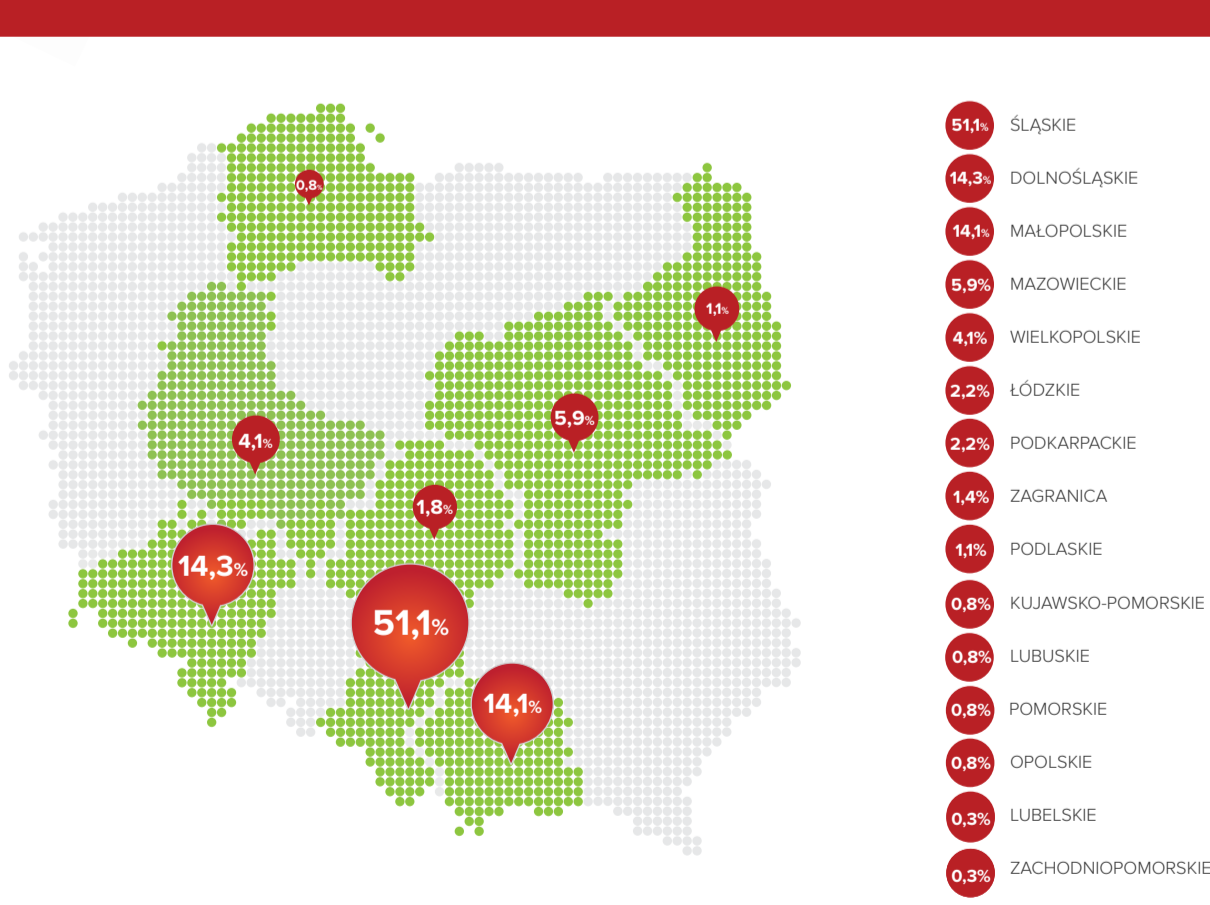 0,8%
1,1%
5,9%
4,1%
1,8%
14,3%
51,1%
14,1%
51,1% ŚLĄSKIE
14,3% DOLNOŚLĄSKIE
14,1% MAŁOPOLSKIE
5,9% MAZOWIECKIE
4,1% WIELKOPOLSKIE
2,2% ŁÓDZKIE
2,2% PODKARPACKIE
1,4% ZAGRANICA
1,1% PODLASKIE
0,8% KUJAWSKO-POMORSKIE
0,8% LUBUSKIE
0,8% POMORSKIE
0,8% OPOLSKIE
0,3% LUBELSKIE
0,3% ZACHODNIOPOMORSKIE